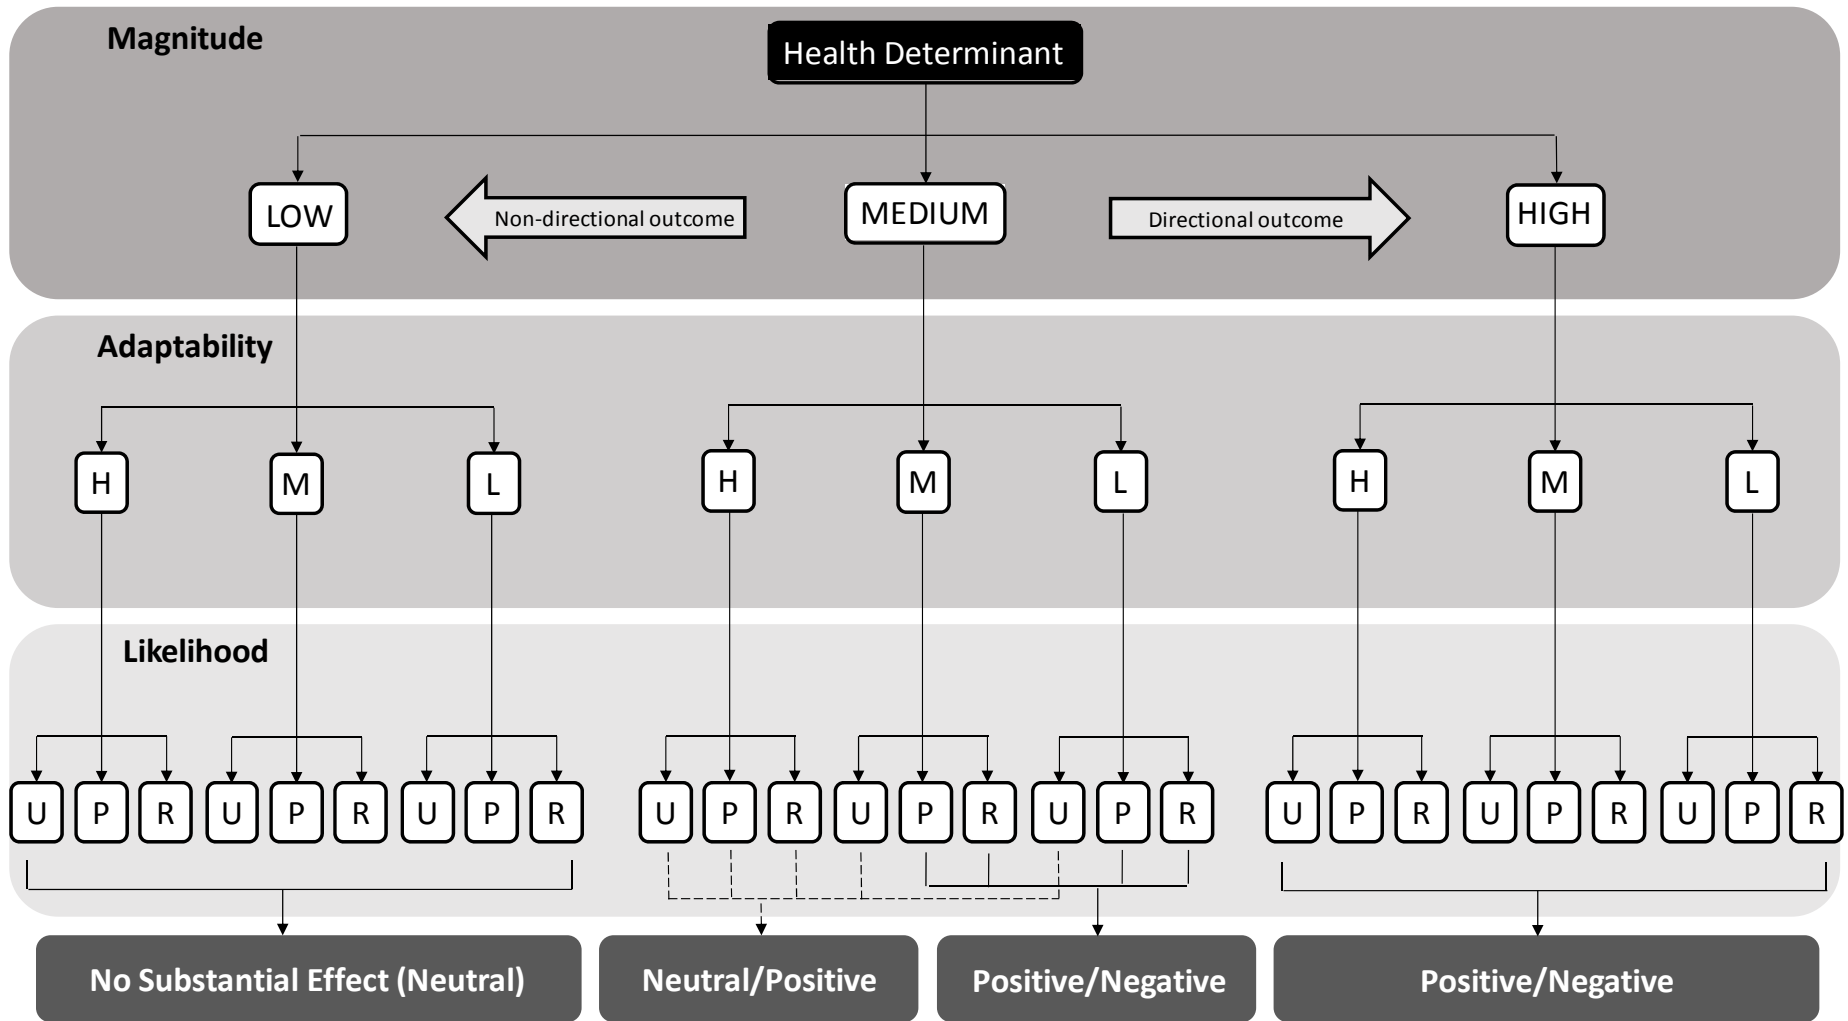 Magnitude
Health Determinant
LOW
Non-directional outcome
MEDIUM
Directional outcome
HIGH
Adaptability
H M L H M L H M L
Likelihood
U P R U P R U P R U P R U P R U P R U P R U P R U P R
No Substantial Effect (Neutral)
Neutral/Positive
Positive/Negative
Positive/Negative